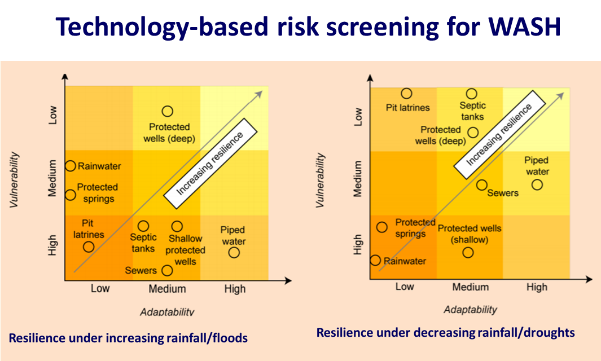 Technology-based risk screening for WASH
Vulnerability
Low
Medium
High
Protected
wells (deep)
Increasing resilience
Rainwater
Protected
springs
Pit
latrines
Septic
tanks
Shallow
protected
wells
Piped
water
Sewers
Low
Medium
High
Adaptability
Resilience under increasing rainfall/floods
Vulnerability
Low
Medium
High
Pit latrines
Septic
tanks
Protected
wells (deep)
Increasing resilience
Piped
water
Sewers
Protected
springs
Protected wells
(shallow)
Rainwater
Low
Medium
High
Adaptability
Resilience under decreasing rainfall/droughts